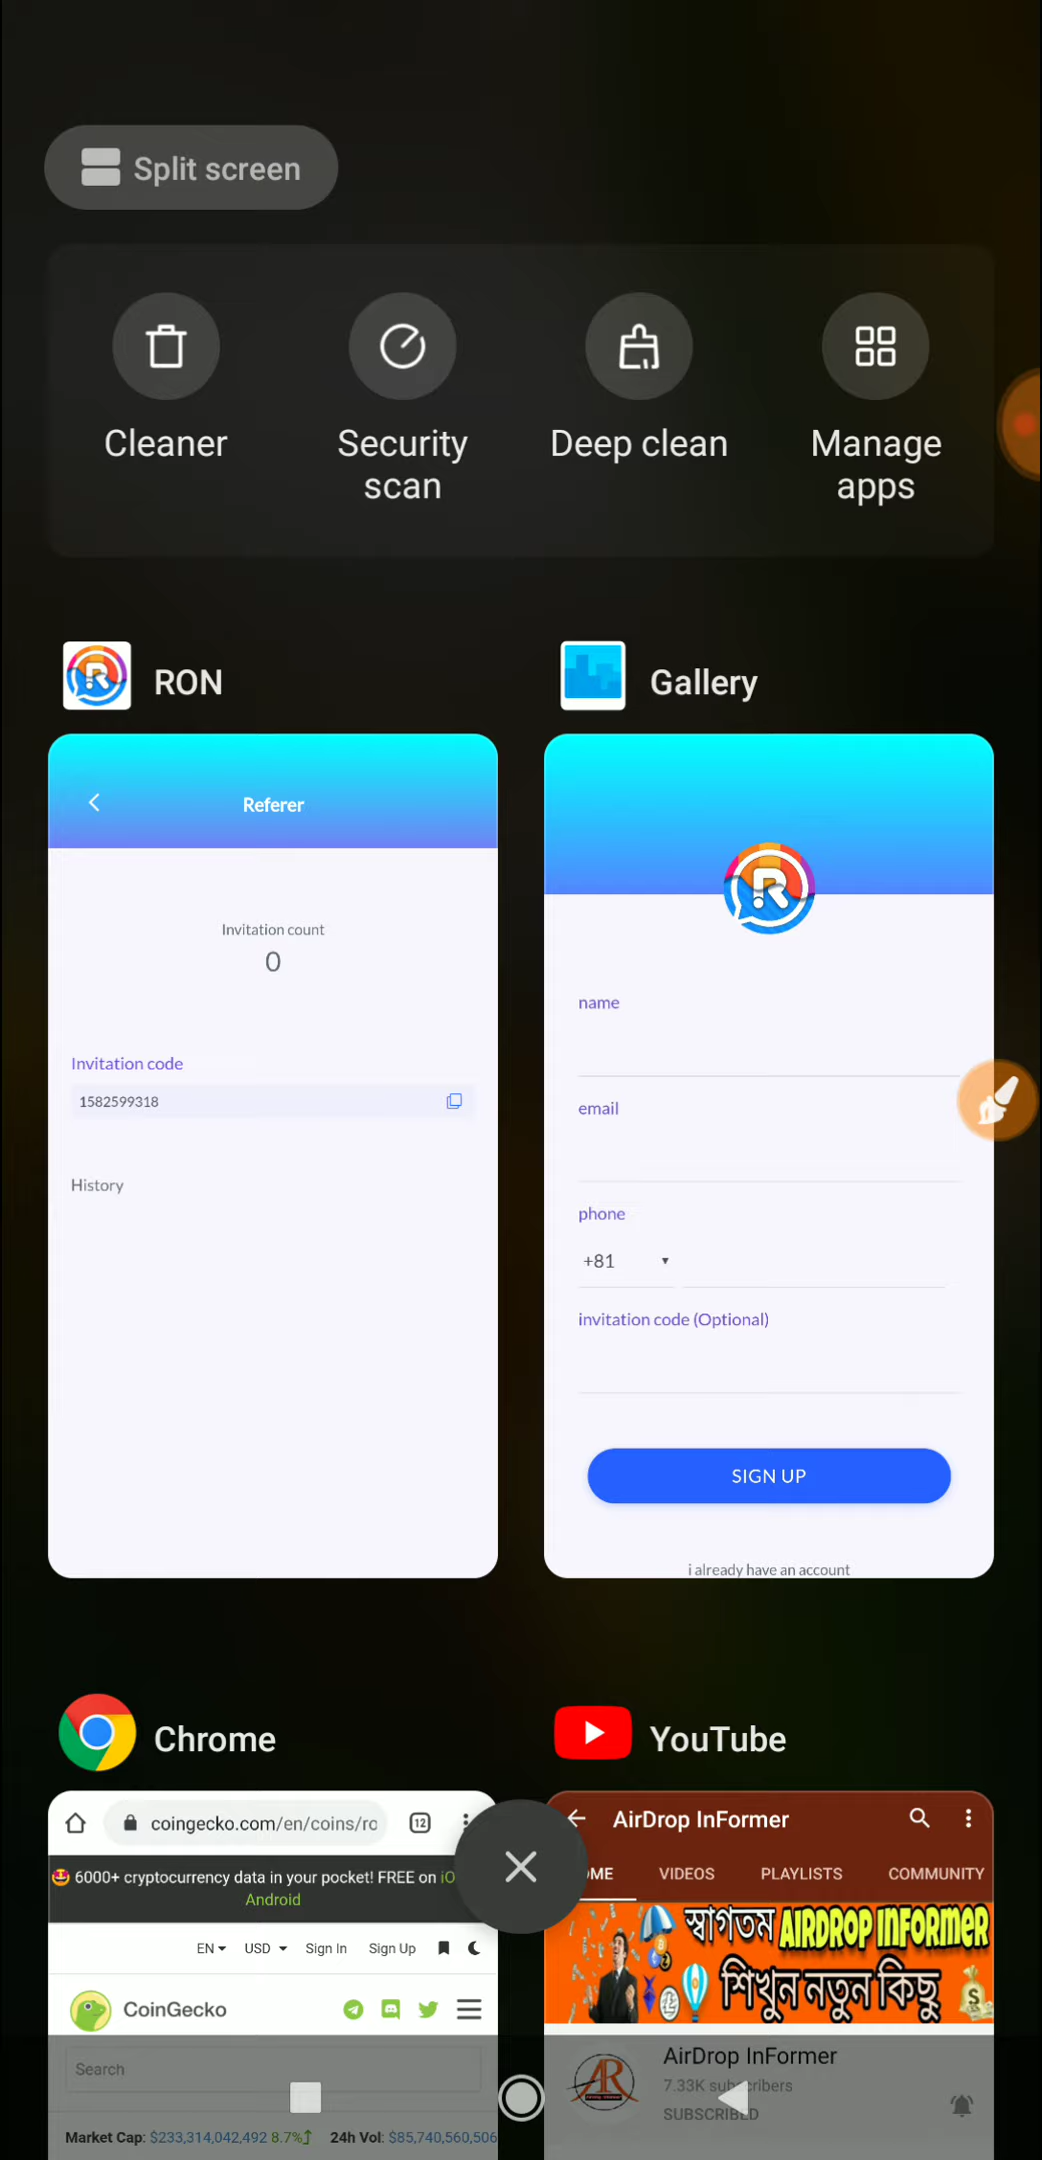 Split screen
Cleaner
Security
scan
Deep clean
Manage
apps
RON
Gallery
Referer
Invitation count
0
Invitation code
1582599318
History
name
email
phone
+81
invitation code (Optional)
SIGN UP
i already have an account
Chrome
YouTube
coingecko.com/en/coins/ro
12
6000+ cryptocurrency data in your pocket! FREE on iO
Android
EN
USD
Sign In
Sign Up
CoinGecko
Search
Market Cap: $233,314,042,492 8.7%
24h Vol: $85,740,560,506
AirDrop InFormer
OME
VIDEOS
PLAYLISTS
COMMUNITY
স্বাগতম AIRDROP INFORMER
শিখুন নতুন কিছু
AirDrop InFormer
7.33K subscribers
SUBSCRIBED